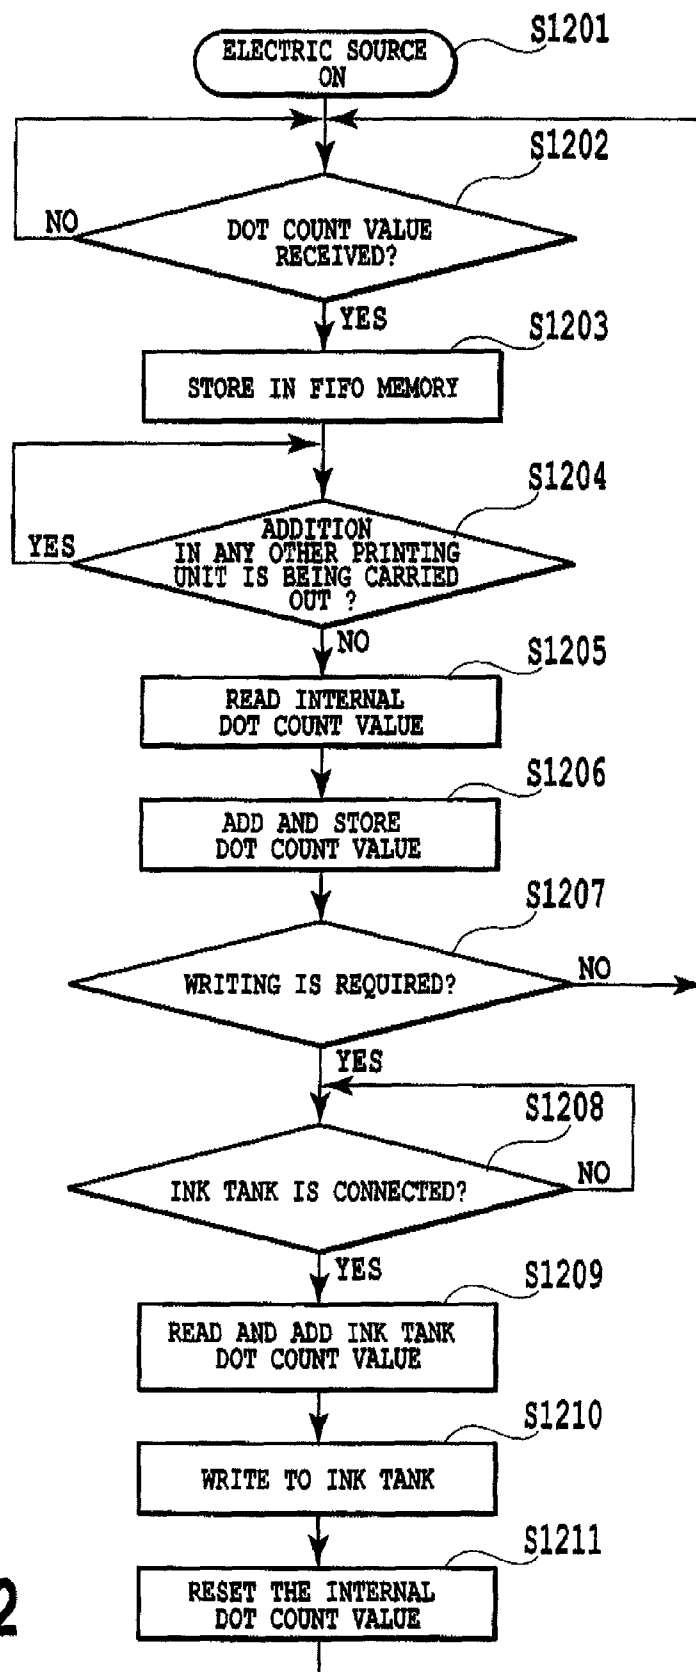 S1201
ELECTRIC SOURCE
ON
S1202
NO
DOT COUNT VALUE
RECEIVED?
YES
S1203
STORE IN FIFO MEMORY
S1204
YES
ADDITION
IN ANY OTHER PRINTING
UNIT IS BEING CARRIED
OUT ?
NO
S1205
READ INTERNAL
DOT COUNT VALUE
S1206
ADD AND STORE
DOT COUNT VALUE
S1207
WRITING IS REQUIRED?
NO
YES
S1208
INK TANK IS CONNECTED?
NO
YES
S1209
READ AND ADD INK TANK
DOT COUNT VALUE
S1210
WRITE TO INK TANK
S1211
RESET THE INTERNAL
DOT COUNT VALUE
2